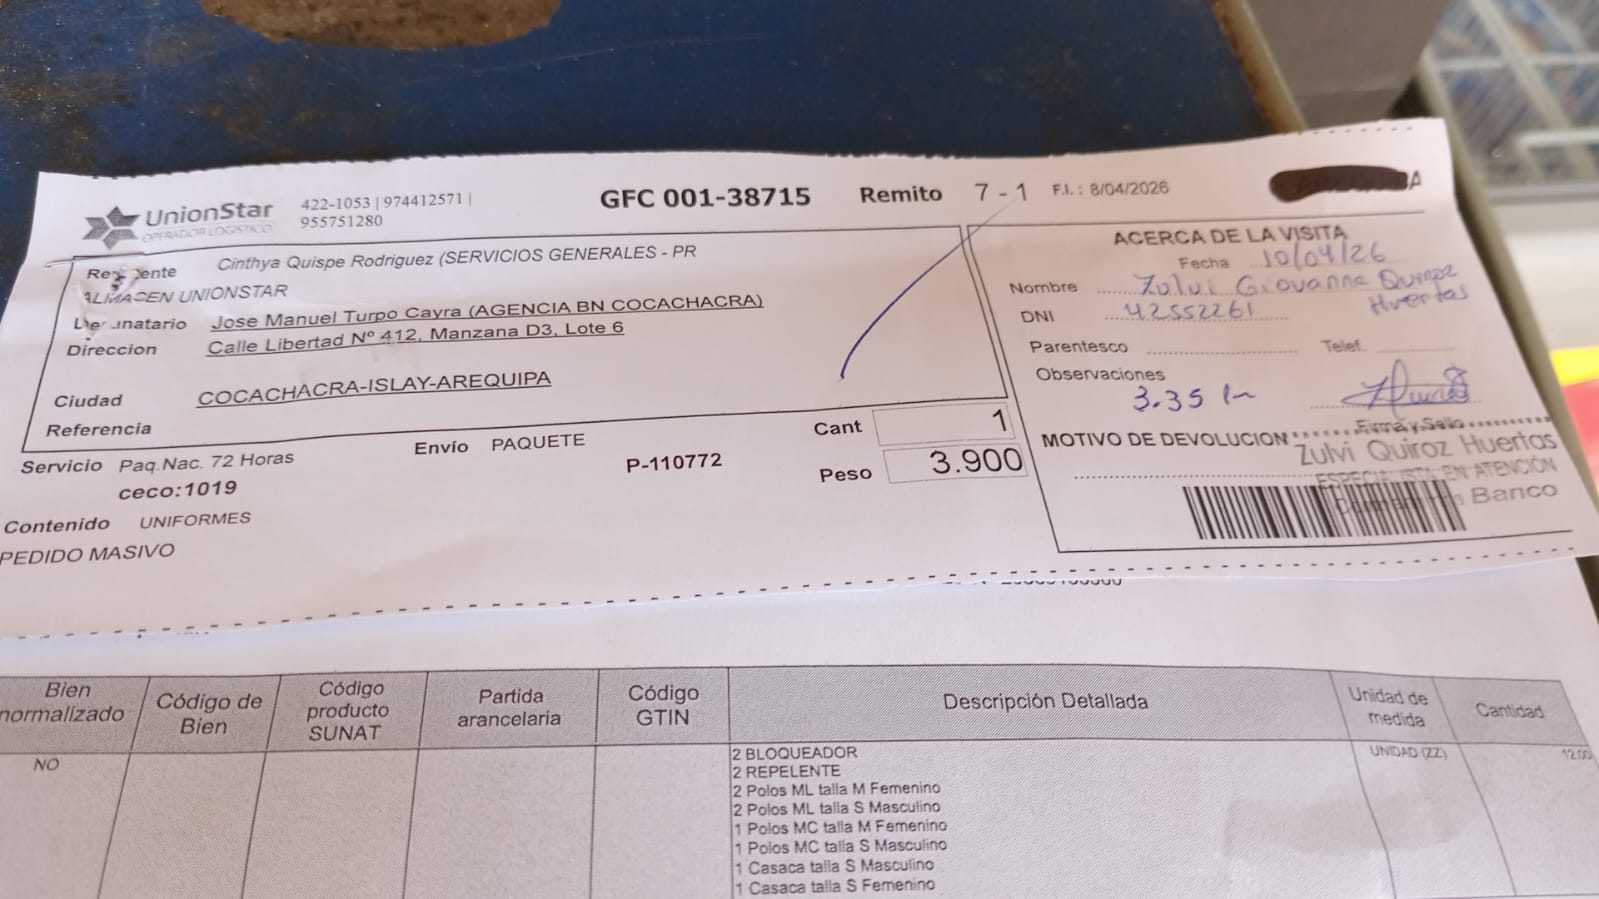 UnionStar
OPERADOR LOGISTICO
422-1053 | 974412571 |
955751280
GFC 001-38715
Remito 7 - 1
F.I.: 8/04/2026
Cinthya Quispe Rodriguez (SERVICIOS GENERALES - PR
ALMACEN UNIONSTAR
Jose Manuel Turpo Cayra (AGENCIA BN COCACHACRA)
Direccion Calle Libertad Nº 412, Manzana D3, Lote 6
Ciudad COCACHACRA-ISLAY-AREQUIPA
Referencia
Servicio Paq.Nac. 72 Horas
ceco:1019
Envío PAQUETE
P-110772
Cant 1
Peso 3.900
Contenido UNIFORMES
PEDIDO MASIVO
ACERCA DE LA VISITA
Fecha 10/04/26
Nombre Zulvi Giovanna Quiroz
Huertas
DNI 42552261
Parentesco
Telef.
Observaciones
3.35
Firma y Sello
MOTIVO DE DEVOLUCION
Zulvi Quiroz Huertas
ESPECIALISTA EN ATENCIÓN
Banco
Bien normalizado
Código de Bien
Código producto SUNAT
Partida arancelaria
Código GTIN
Descripción Detallada
Unidad de medida
Cantidad
NO
2 BLOQUEADOR
UNIDAD (ZZ)
12.00
2 REPELENTE
2 Polos ML talla M Femenino
2 Polos ML talla S Masculino
1 Polos MC talla M Femenino
1 Polos MC talla S Masculino
1 Casaca talla S Masculino
1 Casaca talla S Femenino